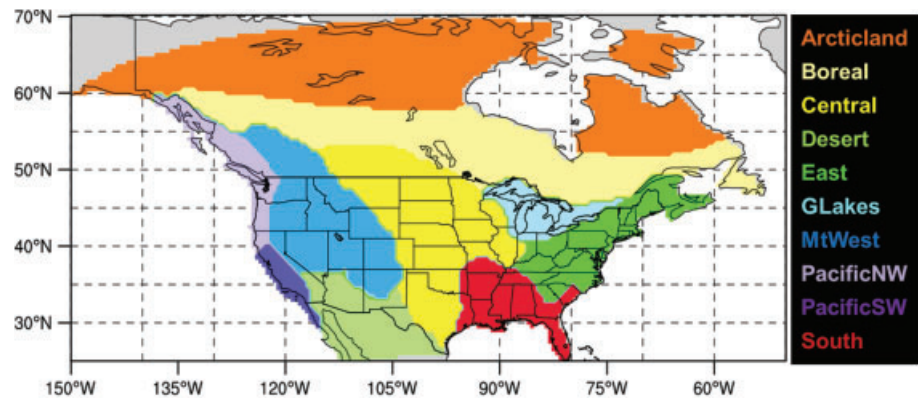 70°N
60°N
50°N
40°N
30°N
150°W 135°W 120°W 105°W 90°W 75°W 60°W
Arcticland
Boreal
Central
Desert
East
GLakes
MtWest
PacificNW
PacificSW
South